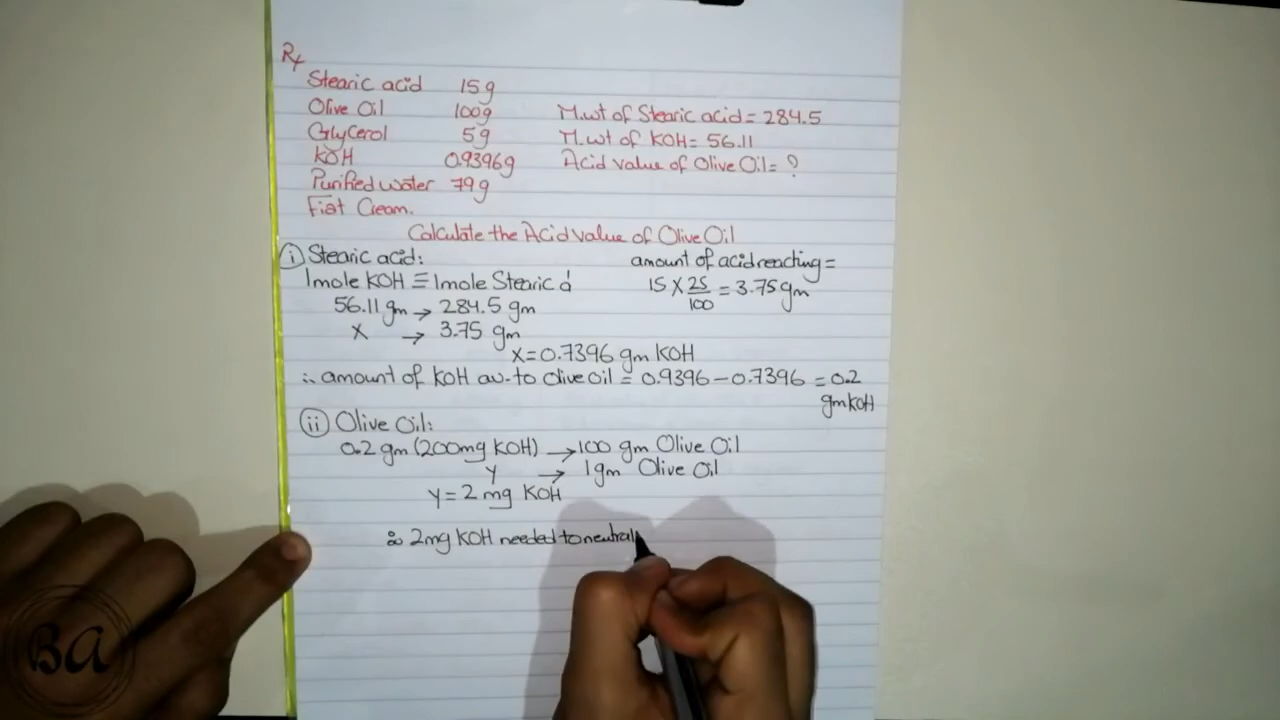 Rx
Stearic acid 15g
Olive Oil 100g M.wt of Stearic acid = 284.5
Glycerol 5g M.wt of KOH = 56.11
KOH 0.9396g Acid value of Olive Oil = ?
Purified water 79g
Fiat Cream.
Calculate the Acid value of Olive Oil
i Stearic acid: amount of acid reacting =
1mole KOH ≡ 1mole Stearic a' 15 × 25/100 = 3.75 gm
56.11 gm → 284.5 gm
X → 3.75 gm
X = 0.7396 gm KOH
∴ amount of KOH av. to olive oil = 0.9396 - 0.7396 = 0.2
gm KOH
ii Olive Oil:
0.2 gm (200mg KOH) → 100 gm Olive Oil
Y → 1gm Olive Oil
Y = 2 mg KOH
∴ 2mg KOH needed to neutral
BA